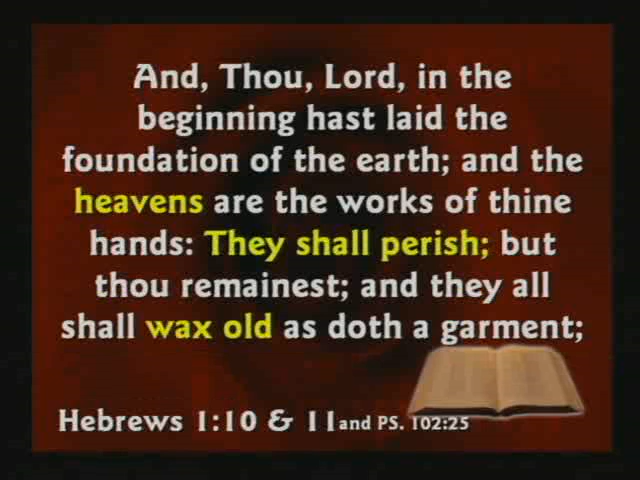 And, Thou, Lord, in the
beginning hast laid the
foundation of the earth; and the
heavens are the works of thine
hands: They shall perish; but
thou remainest; and they all
shall wax old as doth a garment;
Hebrews 1:10 & 11 and PS. 102:25